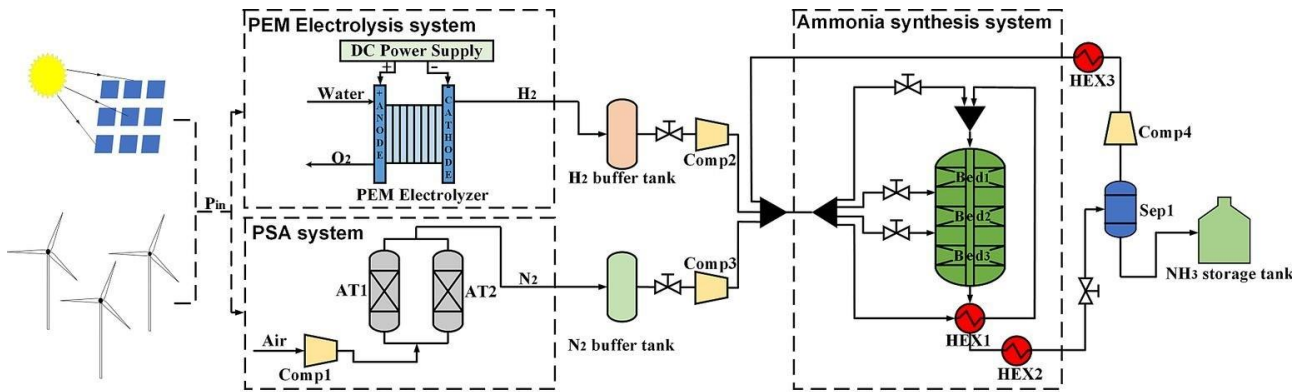 PEM Electrolysis system
DC Power Supply
+ -
Water
+ANODE
CATHODE
H2
O2
PEM Electrolyzer
H2 buffer tank
Comp2
Pin
PSA system
AT1
AT2
N2
Air
Comp1
N2 buffer tank
Comp3
Ammonia synthesis system
Bed1
Bed2
Bed3
HEX1
HEX2
HEX3
Comp4
Sep1
NH3 storage tank